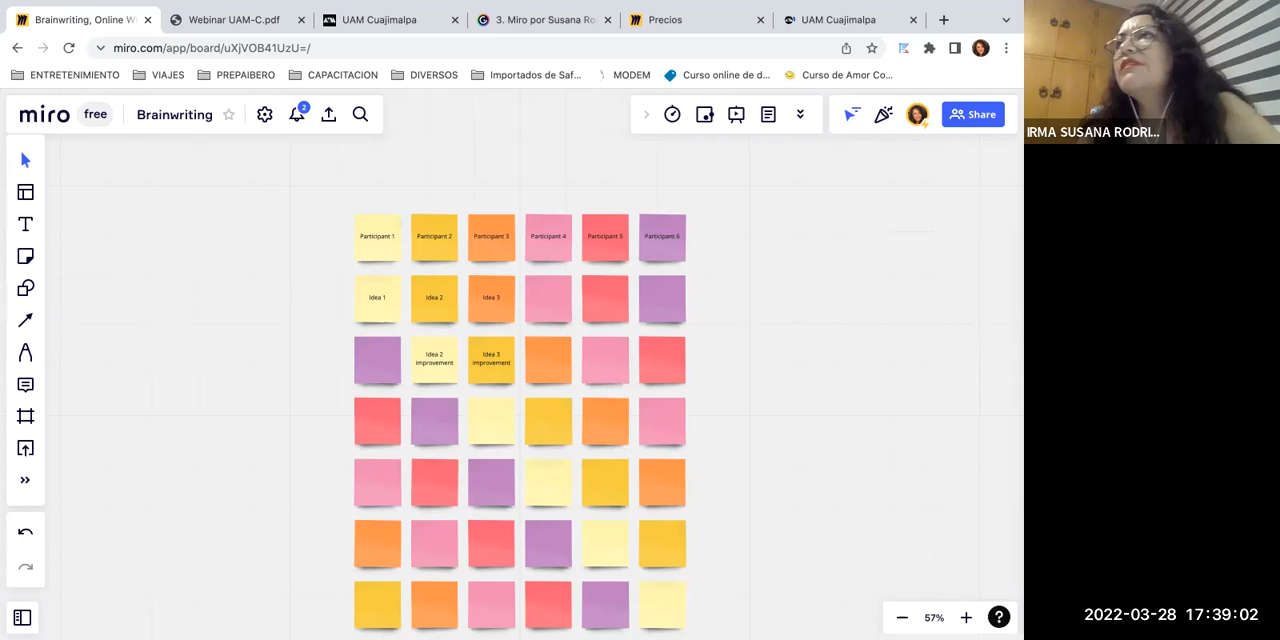 Brainwriting, Online W
Webinar UAM-C.pdf
UAM Cuajimalpa
3. Miro por Susana Ro
Precios
UAM Cuajimalpa
miro.com/app/board/uXjVOB41UzU=/
ENTRETENIMIENTO
VIAJES
PREPAIBERO
CAPACITACION
DIVERSOS
Importados de Saf...
MODEM
Curso online de d...
Curso de Amor Co...
miro
free
Brainwriting
2
Share
IRMA SUSANA RODRI...
Participant 1
Participant 2
Participant 3
Participant 4
Participant 5
Participant 6
Idea 1
Idea 2
Idea 3
Idea 2
improvement
Idea 3
improvement
57%
?
2022-03-28 17:39:02